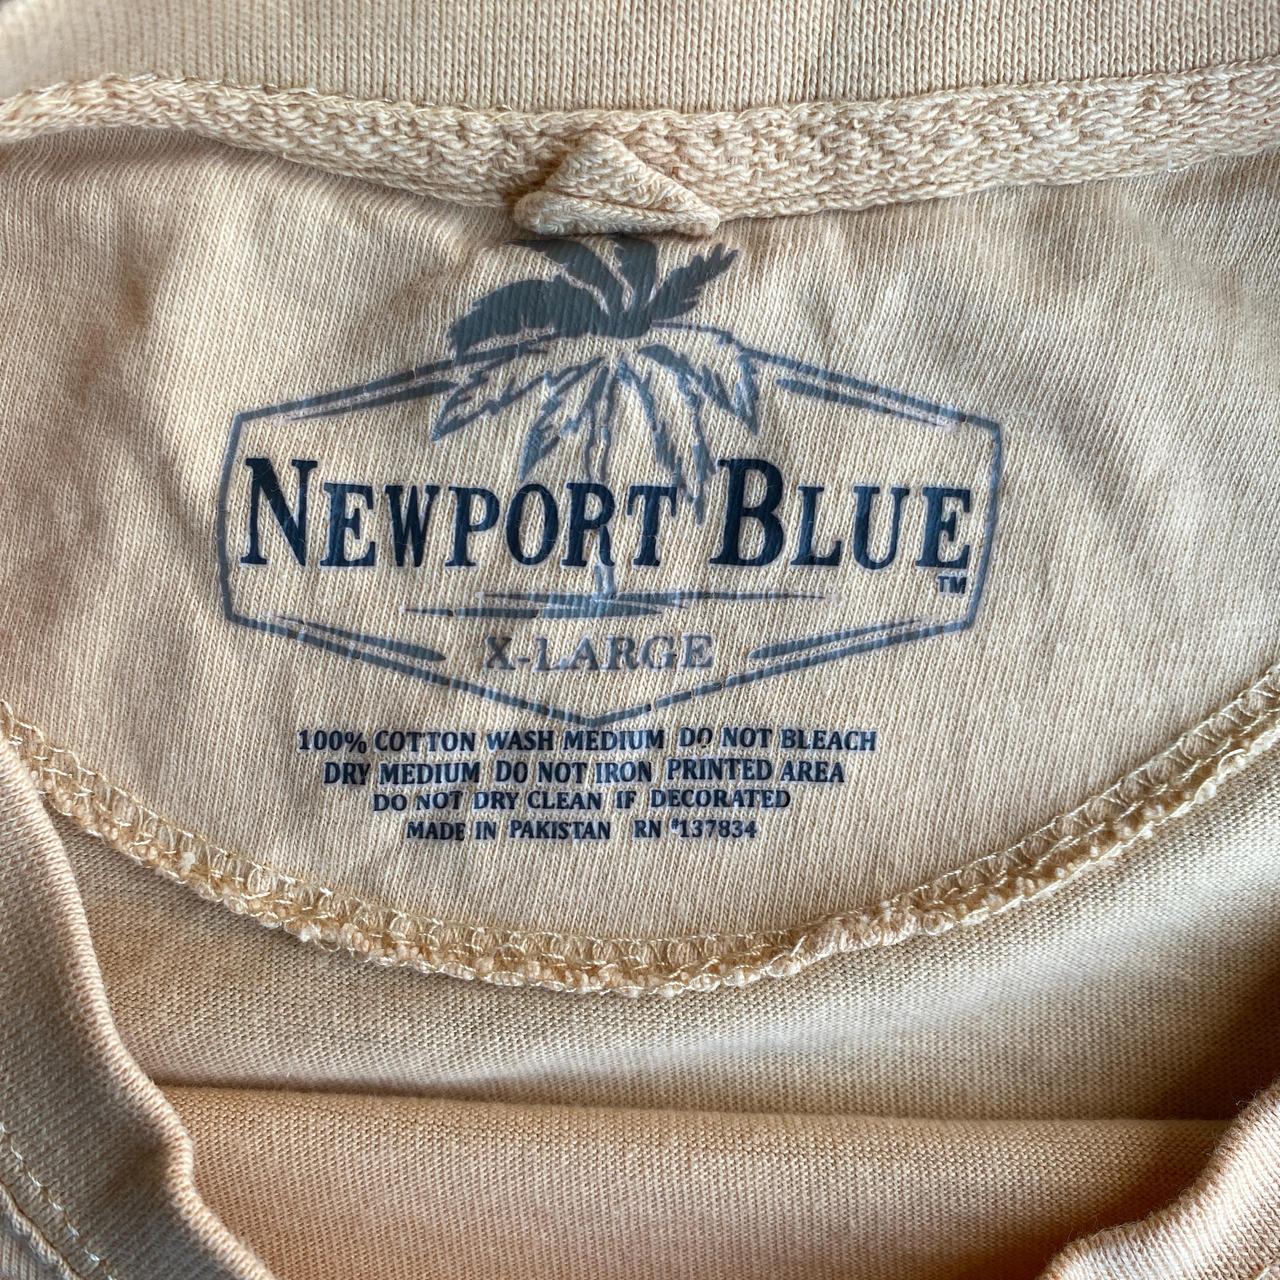 NEWPORT BLUE
TM
X-LARGE
100% COTTON WASH MEDIUM DO NOT BLEACH
DRY MEDIUM DO NOT IRON PRINTED AREA
DO NOT DRY CLEAN IF DECORATED
MADE IN PAKISTAN RN #137834